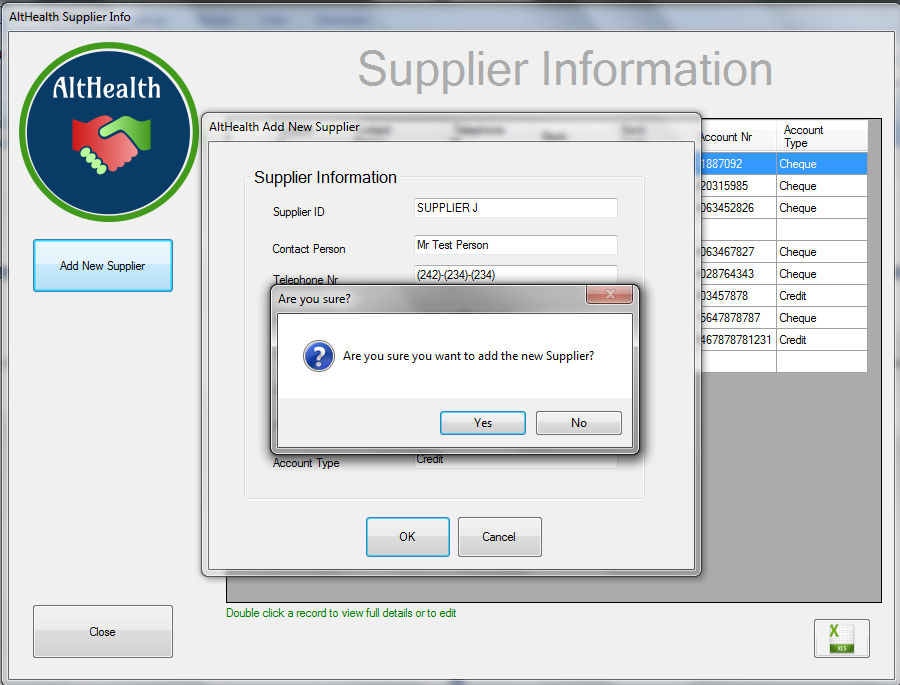 AltHealth Supplier Info
AltHealth
Supplier Information
AltHealth Add New Supplier
Account Nr
Account
Type
Supplier Information
1887092 Cheque
20315985 Cheque
Supplier ID SUPPLIER J
063452826 Cheque
Contact Person Mr Test Person
063467827 Cheque
Add New Supplier
Telephone Nr (242)-(234)-(234)
028764343 Cheque
Are you sure?
X
03457878 Credit
5647878787 Cheque
467878781231 Credit
?
Are you sure you want to add the new Supplier?
Yes No
Account Type Credit
OK Cancel
Double click a record to view full details or to edit
Close
X
XLS